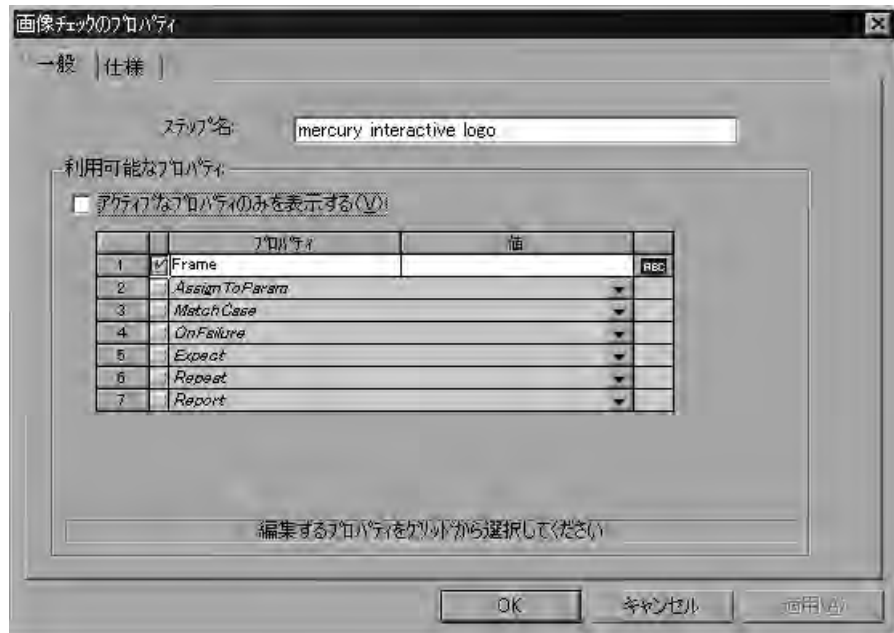 画像ﾁｪｯｸのﾌﾟﾛﾊﾟﾃｨ
一般 仕様
ｽﾃｯﾌﾟ名: mercury interactive logo
利用可能なﾌﾟﾛﾊﾟﾃｨ:
ｱｸﾃｨﾌﾞなﾌﾟﾛﾊﾟﾃｨのみを表示する(V)
ﾌﾟﾛﾊﾟﾃｨ 値
1 Frame ABC
2 AssignToParam
3 MatchCase
4 OnFailure
5 Expect
6 Repeat
7 Report
編集するﾌﾟﾛﾊﾟﾃｨをｸﾞﾘｯﾄﾞから選択してください
OK キャンセル 適用(A)